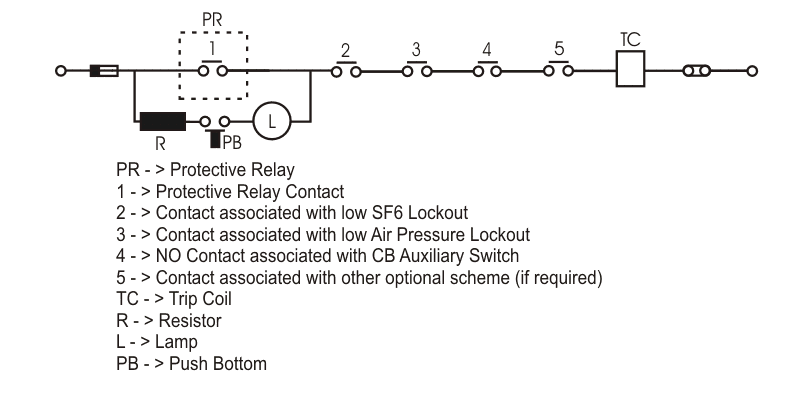 PR
1
2
3
4
5
TC
R
PB
L
PR - > Protective Relay
1 - > Protective Relay Contact
2 - > Contact associated with low SF6 Lockout
3 - > Contact associated with low Air Pressure Lockout
4 - > NO Contact associated with CB Auxiliary Switch
5 - > Contact associated with other optional scheme (if required)
TC - > Trip Coil
R - > Resistor
L - > Lamp
PB - > Push Bottom